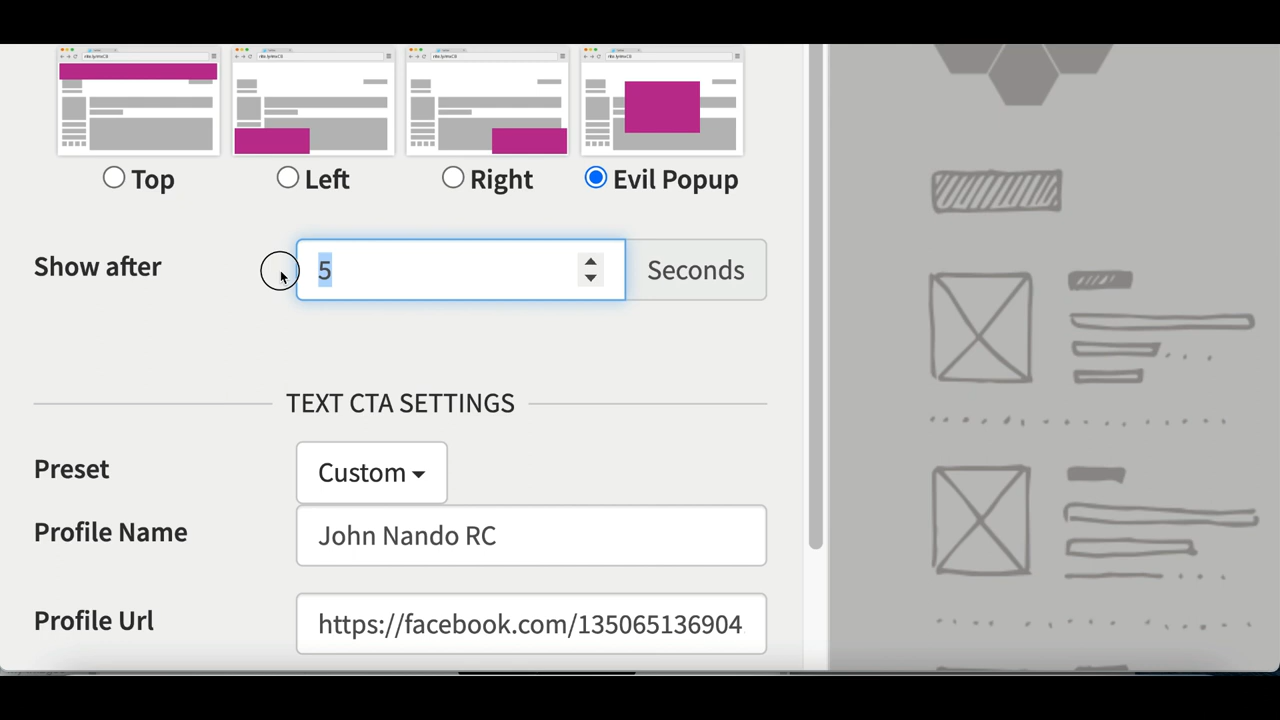 Top
Left
Right
Evil Popup
Show after
5
Seconds
TEXT CTA SETTINGS
Preset
Custom
Profile Name
John Nando RC
Profile Url
https://facebook.com/135065136904